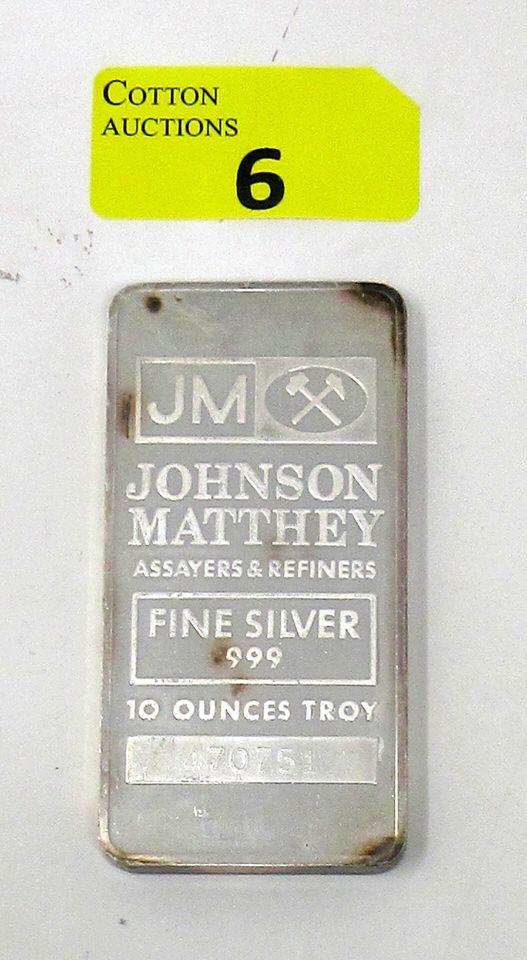 COTTON
AUCTIONS
6
JM
JOHNSON
MATTHEY
ASSAYERS & REFINERS
FINE SILVER
999
10 OUNCES TROY
470751